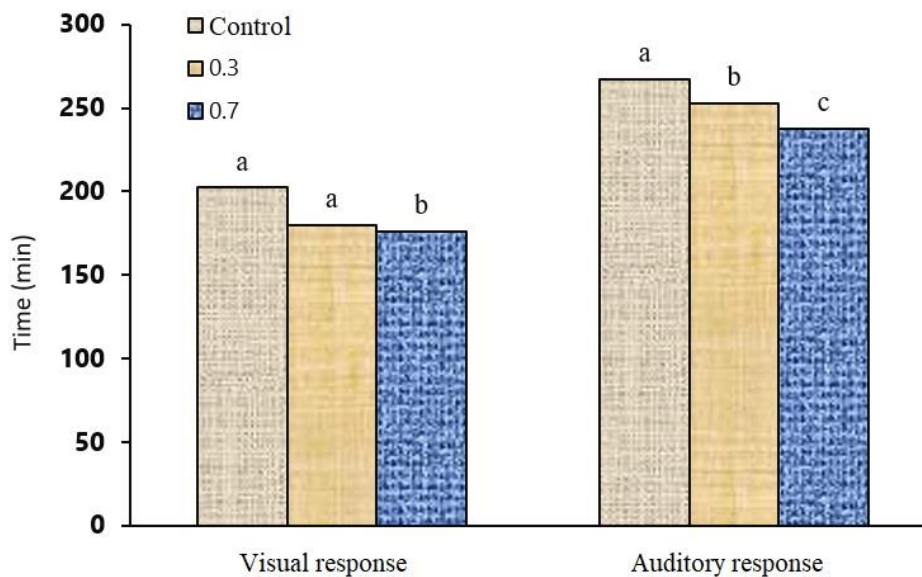 Time (min)
300
250
200
150
100
50
0
Control
0.3
0.7
a
a
b
a
b
c
Visual response
Auditory response